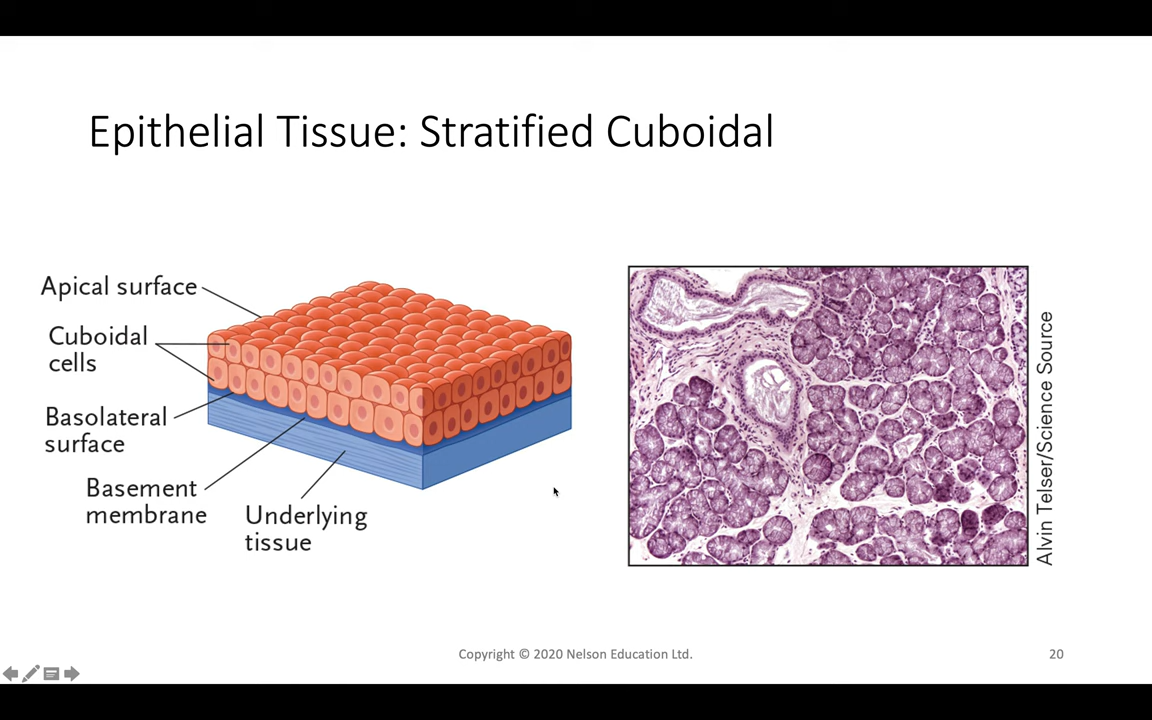 Epithelial Tissue: Stratified Cuboidal
Apical surface
Cuboidal
cells
Basolateral
surface
Basement
membrane
Underlying
tissue
Alvin Telser/Science Source
Copyright © 2020 Nelson Education Ltd.
20